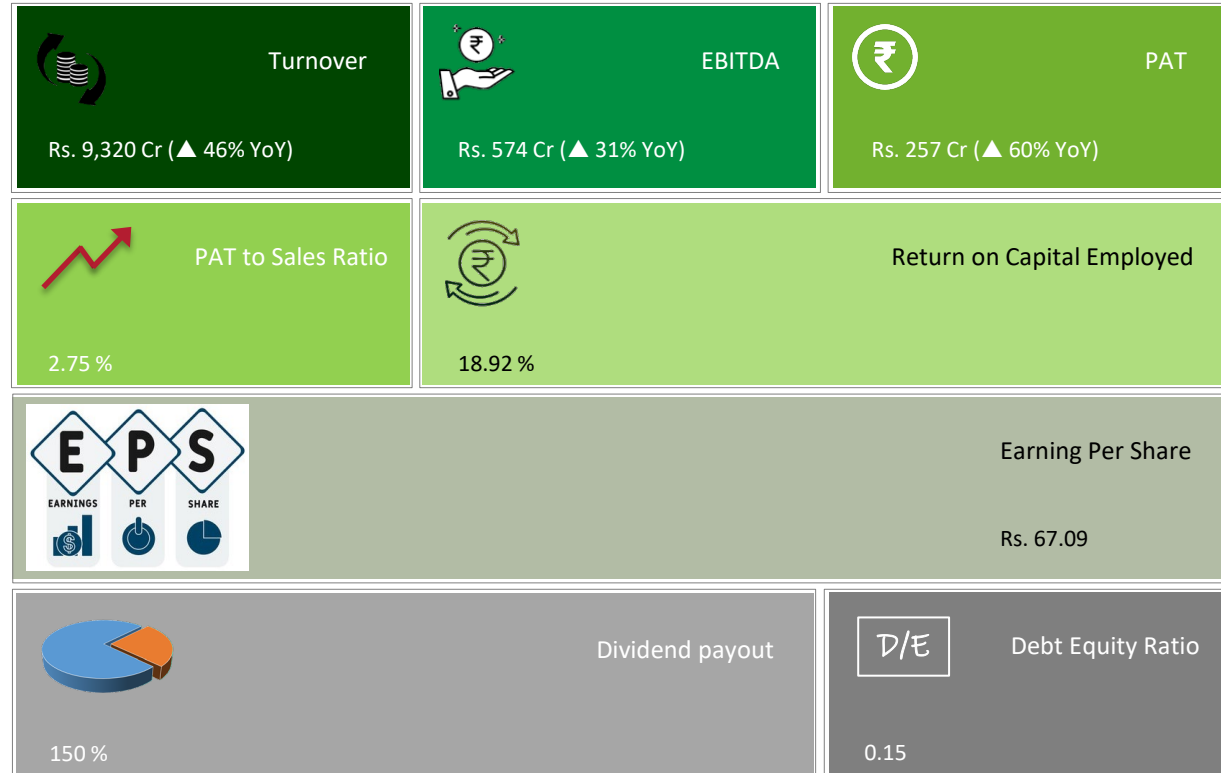 Turnover
Rs. 9,320 Cr (▲ 46% YoY)
₹
EBITDA
Rs. 574 Cr (▲ 31% YoY)
₹
PAT
Rs. 257 Cr (▲ 60% YoY)
PAT to Sales Ratio
2.75 %
₹
Return on Capital Employed
18.92 %
E P S
EARNINGS PER SHARE
$
Earning Per Share
Rs. 67.09
Dividend payout
150 %
D/E
Debt Equity Ratio
0.15